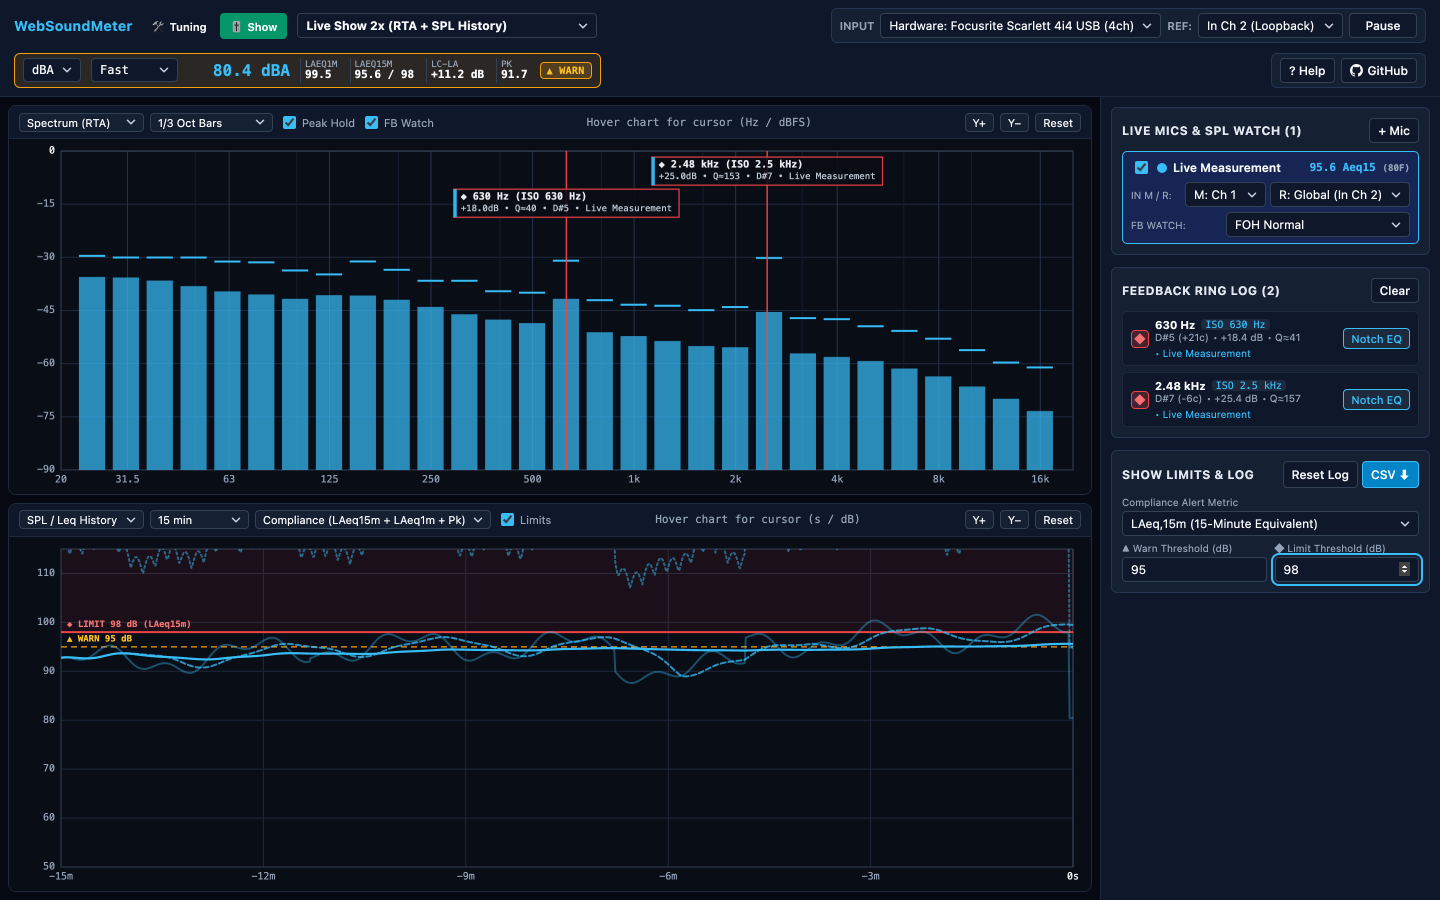 WebSoundMeter
🛠 Tuning
Show
Live Show 2x (RTA + SPL History)
INPUT
Hardware: Focusrite Scarlett 4i4 USB (4ch)
REF:
In Ch 2 (Loopback)
Pause
dBA
Fast
80.4 dBA
LAEQ1M
99.5
LAEQ15M
95.6 / 98
LC−LA
+11.2 dB
PK
91.7
▲ WARN
? Help
GitHub
Spectrum (RTA)
1/3 Oct Bars
Peak Hold
FB Watch
Hover chart for cursor (Hz / dBFS)
Y+
Y−
Reset
0
−15
−30
−45
−60
−75
−90
◆ 2.48 kHz (ISO 2.5 kHz)
+25.0dB • Q≈153 • D#7 • Live Measurement
◆ 630 Hz (ISO 630 Hz)
+18.0dB • Q≈40 • D#5 • Live Measurement
20
31.5
63
125
250
500
1k
2k
4k
8k
16k
SPL / Leq History
15 min
Compliance (LAeq15m + LAeq1m + Pk)
Limits
Hover chart for cursor (s / dB)
Y+
Y−
Reset
110
100
90
80
70
60
50
◆ LIMIT 98 dB (LAeq15m)
▲ WARN 95 dB
−15m
−12m
−9m
−6m
−3m
0s
LIVE MICS & SPL WATCH (1)
+ Mic
Live Measurement
95.6 Aeq15 (80F)
IN M / R:
M: Ch 1
R: Global (In Ch 2)
FB WATCH:
FOH Normal
FEEDBACK RING LOG (2)
Clear
630 Hz ISO 630 Hz
D#5 (+21c) • +18.4 dB • Q≈41
• Live Measurement
Notch EQ
2.48 kHz ISO 2.5 kHz
D#7 (-6c) • +25.4 dB • Q≈157
• Live Measurement
Notch EQ
SHOW LIMITS & LOG
Reset Log
CSV ⬇
Compliance Alert Metric
LAeq,15m (15-Minute Equivalent)
▲ Warn Threshold (dB)
95
◆ Limit Threshold (dB)
98